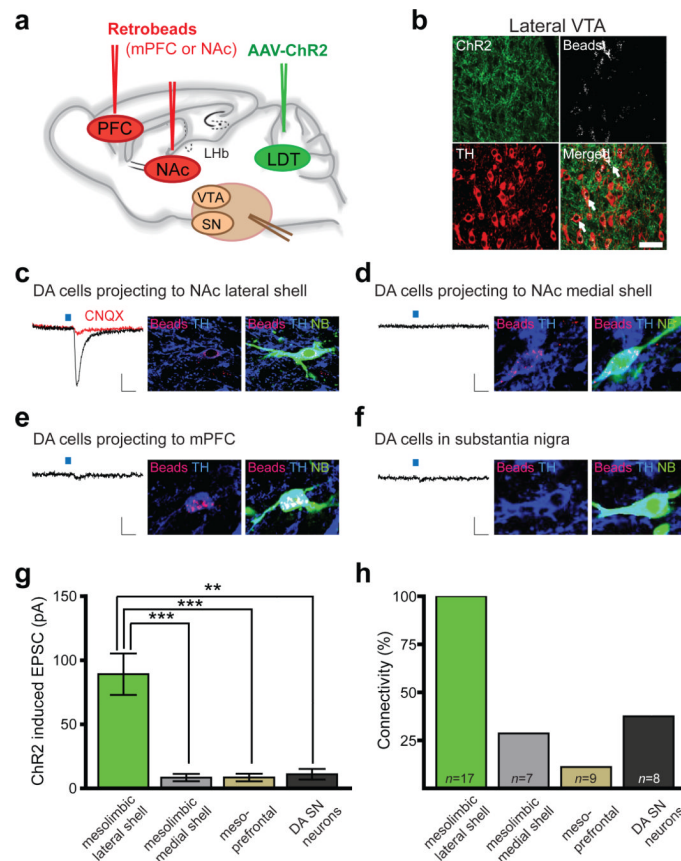 a
Retrobeads
(mPFC or NAc)
AAV-ChR2
PFC
NAc
LHb
LDT
VTA
SN
b
Lateral VTA
ChR2
Beads
TH
Merged
c
DA cells projecting to NAc lateral shell
CNQX
Beads TH
Beads TH NB
d
DA cells projecting to NAc medial shell
Beads TH
Beads TH NB
e
DA cells projecting to mPFC
Beads TH
Beads TH NB
f
DA cells in substantia nigra
Beads TH
Beads TH NB
g
ChR2 induced EPSC (pA)
150
100
50
0
**
***
***
mesolimbic
lateral shell
mesolimbic
medial shell
meso-
prefrontal
DA SN
neurons
h
Connectivity (%)
100
75
50
25
n=17
n=7
n=9
n=8
mesolimbic
lateral shell
mesolimbic
medial shell
meso-
prefrontal
DA SN
neurons